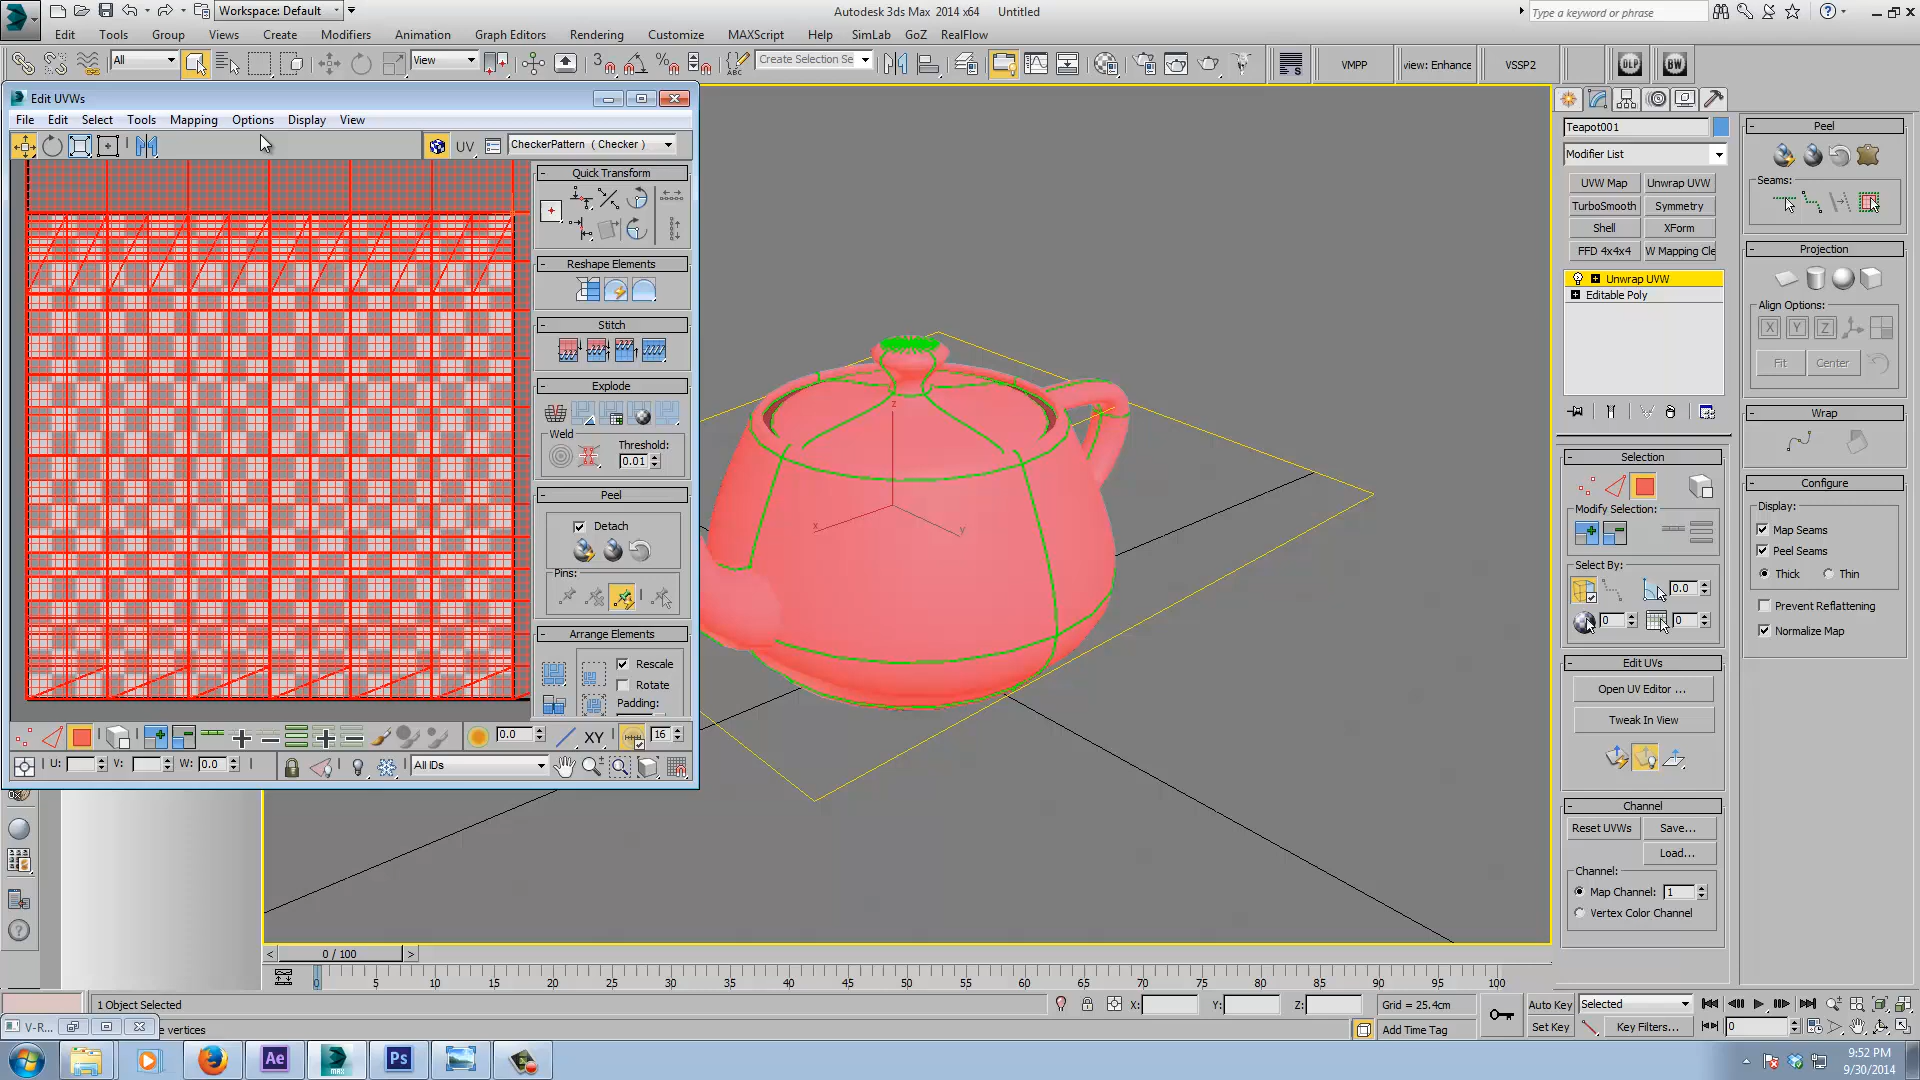 Workspace: Default
Autodesk 3ds Max 2014 x64 Untitled
Type a keyword or phrase
Edit Tools Group Views Create Modifiers Animation Graph Editors Rendering Customize MAXScript Help SimLab GoZ RealFlow
All
View
Create Selection Se
VMPP
view: Enhance
VSSP2
DLP
BW
Edit UVWs
File Edit Select Tools Mapping Options Display View
UV
CheckerPattern ( Checker )
Quick Transform
Reshape Elements
Stitch
Explode
Weld
Threshold:
0.01
Peel
Detach
Pins:
Arrange Elements
Rescale
Rotate
Padding:
0.0
XY
16
U:
V:
W: 0.0
All IDs
z
x
y
Teapot001
Modifier List
UVW Map
Unwrap UVW
TurboSmooth
Symmetry
Shell
XForm
FFD 4x4x4
W Mapping Cle
Unwrap UVW
Editable Poly
Selection
Modify Selection:
Select By:
0.0
0
0
Edit UVs
Open UV Editor ...
Tweak In View
Channel
Reset UVWs
Save...
Load...
Channel:
Map Channel: 1
Vertex Color Channel
Peel
Seams:
Projection
Align Options:
X Y Z
Fit
Center
Wrap
Configure
Display:
Map Seams
Peel Seams
Thick
Thin
Prevent Reflattening
Normalize Map
< 0 / 100 >
0 5 10 15 20 25 30 35 40 45 50 55 60 65 70 75 80 85 90 95 100
1 Object Selected
X:
Y:
Z:
Grid = 25.4cm
Auto Key
Selected
V-R...
e vertices
Add Time Tag
Set Key
Key Filters...
0
Ae
MAX
Ps
9:52 PM
9/30/2014